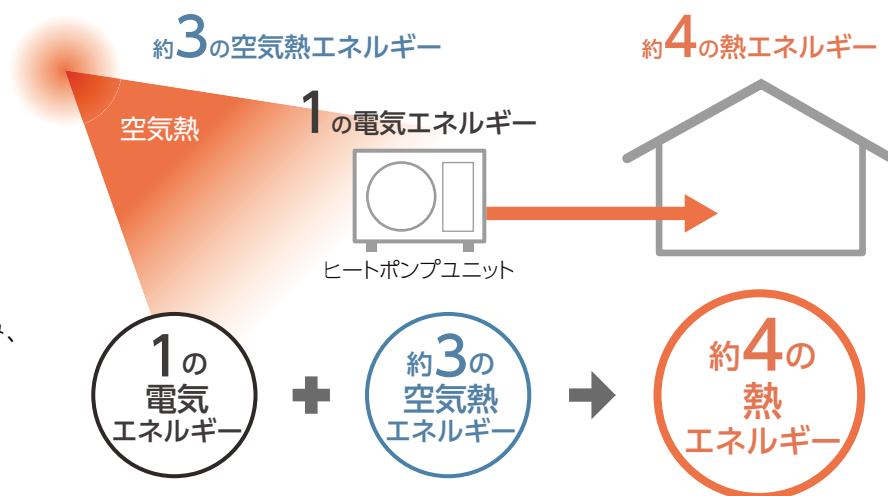 約3の空気熱エネルギー
約4の熱エネルギー
空気熱
1の電気エネルギー
ヒートポンプユニット
、
1の
電気
エネルギー
+
約3の
空気熱
エネルギー
約4の
熱
エネルギー